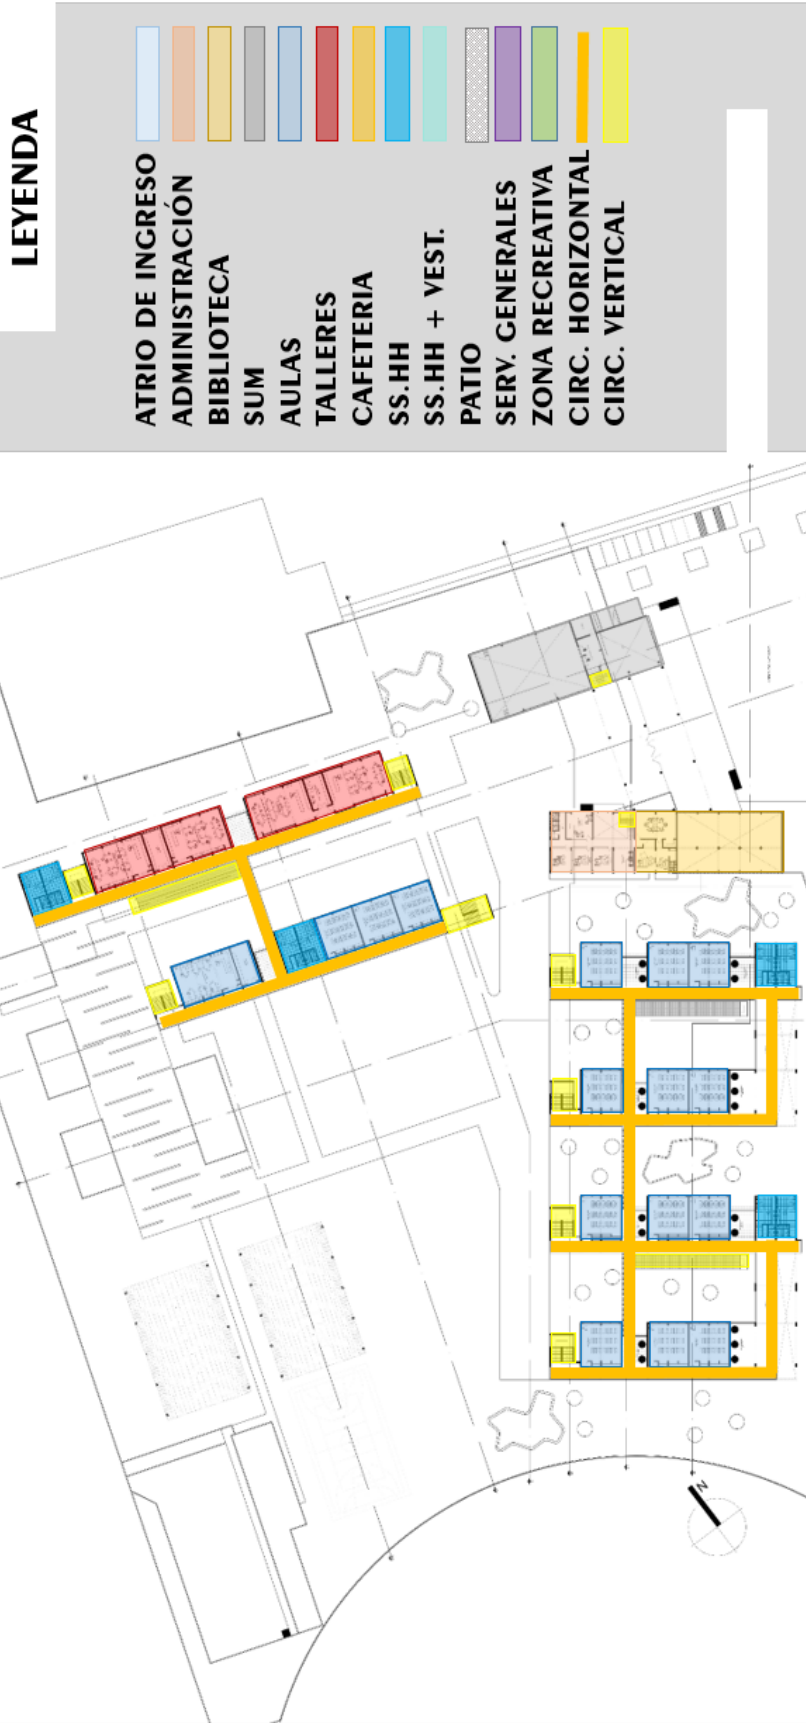 LEYENDA
ATRIO DE INGRESO
ADMINISTRACIÓN
BIBLIOTECA
SUM
AULAS
TALLERES
CAFETERIA
SS.HH
SS.HH + VEST.
PATIO
SERV. GENERALES
ZONA RECREATIVA
CIRC. HORIZONTAL
CIRC. VERTICAL
N